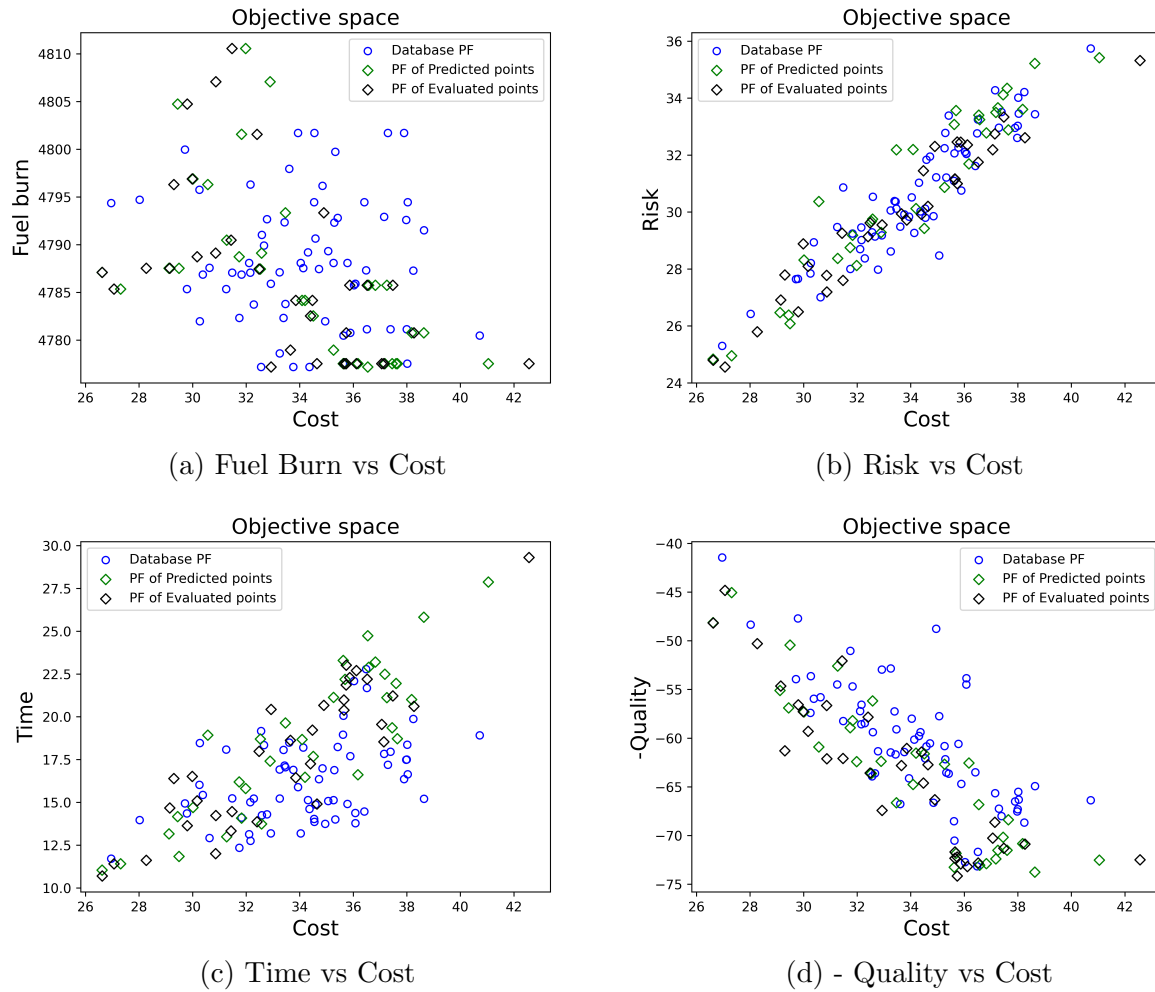 Objective space
Fuel burn
4810
4805
4800
4795
4790
4785
4780
Database PF
PF of Predicted points
PF of Evaluated points
26 28 30 32 34 36 38 40 42
Cost
(a) Fuel Burn vs Cost
Objective space
Risk
36
34
32
30
28
26
24
Database PF
PF of Predicted points
PF of Evaluated points
26 28 30 32 34 36 38 40 42
Cost
(b) Risk vs Cost
Objective space
Time
30.0
27.5
25.0
22.5
20.0
17.5
15.0
12.5
10.0
Database PF
PF of Predicted points
PF of Evaluated points
26 28 30 32 34 36 38 40 42
Cost
(c) Time vs Cost
Objective space
-Quality
−40
−45
−50
−55
−60
−65
−70
−75
Database PF
PF of Predicted points
PF of Evaluated points
26 28 30 32 34 36 38 40 42
Cost
(d) - Quality vs Cost